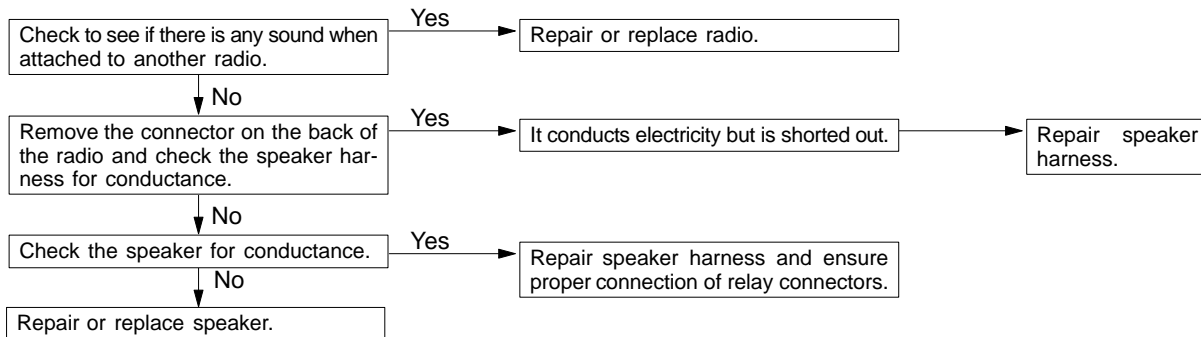 Check to see if there is any sound when
attached to another radio.
Yes
Repair or replace radio.
No
Remove the connector on the back of
the radio and check the speaker har-
ness for conductance.
Yes
It conducts electricity but is shorted out.
Repair speaker
harness.
No
Check the speaker for conductance.
Yes
Repair speaker harness and ensure
proper connection of relay connectors.
No
Repair or replace speaker.